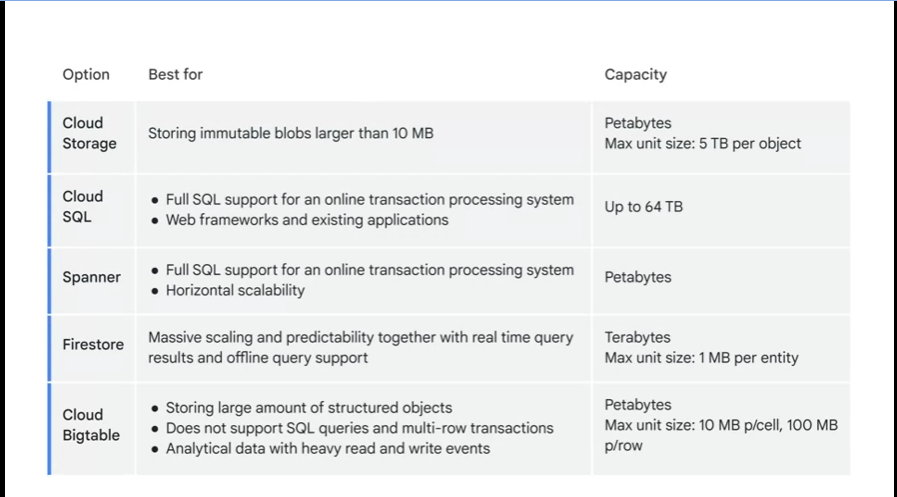 Option Best for Capacity
Cloud
Storage
Storing immutable blobs larger than 10 MB
Petabytes
Max unit size: 5 TB per object
Cloud
SQL
● Full SQL support for an online transaction processing system
● Web frameworks and existing applications
Up to 64 TB
Spanner
● Full SQL support for an online transaction processing system
● Horizontal scalability
Petabytes
Firestore
Massive scaling and predictability together with real time query
results and offline query support
Terabytes
Max unit size: 1 MB per entity
Cloud
Bigtable
● Storing large amount of structured objects
● Does not support SQL queries and multi-row transactions
● Analytical data with heavy read and write events
Petabytes
Max unit size: 10 MB p/cell, 100 MB
p/row